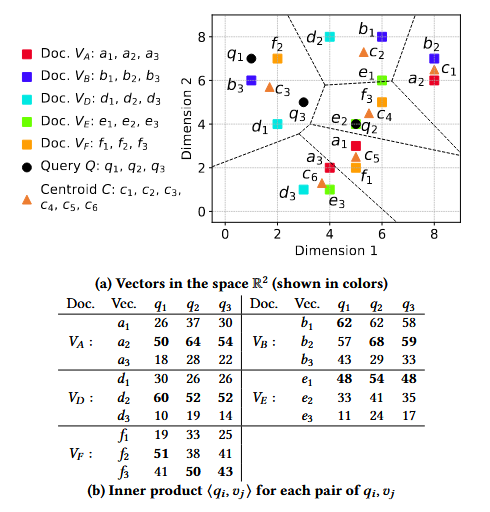 Doc. V_A: a_1, a_2, a_3
Doc. V_B: b_1, b_2, b_3
Doc. V_D: d_1, d_2, d_3
Doc. V_E: e_1, e_2, e_3
Doc. V_F: f_1, f_2, f_3
Query Q: q_1, q_2, q_3
Centroid C: c_1, c_2, c_3,
c_4, c_5, c_6
Dimension 2
8
6
4
2
0
q_1
f_2
d_2
b_1
c_2
b_2
c_1
a_2
b_3
c_3
e_1
f_3
c_4
q_3
d_1
e_2
q_2
a_1
a_3
c_5
f_1
c_6
d_3
e_3
0 2 4 6 8
Dimension 1
(a) Vectors in the space ℝ² (shown in colors)
Doc. Vec. q_1 q_2 q_3 Doc. Vec. q_1 q_2 q_3
a_1 26 37 30 b_1 62 62 58
V_A : a_2 50 64 54 V_B : b_2 57 68 59
a_3 18 28 22 b_3 43 29 33
d_1 30 26 26 e_1 48 54 48
V_D : d_2 60 52 52 V_E : e_2 33 41 35
d_3 10 19 14 e_3 11 24 17
f_1 19 33 25
V_F : f_2 51 38 41
f_3 41 50 43
(b) Inner product ⟨q_i, v_j⟩ for each pair of q_i, v_j